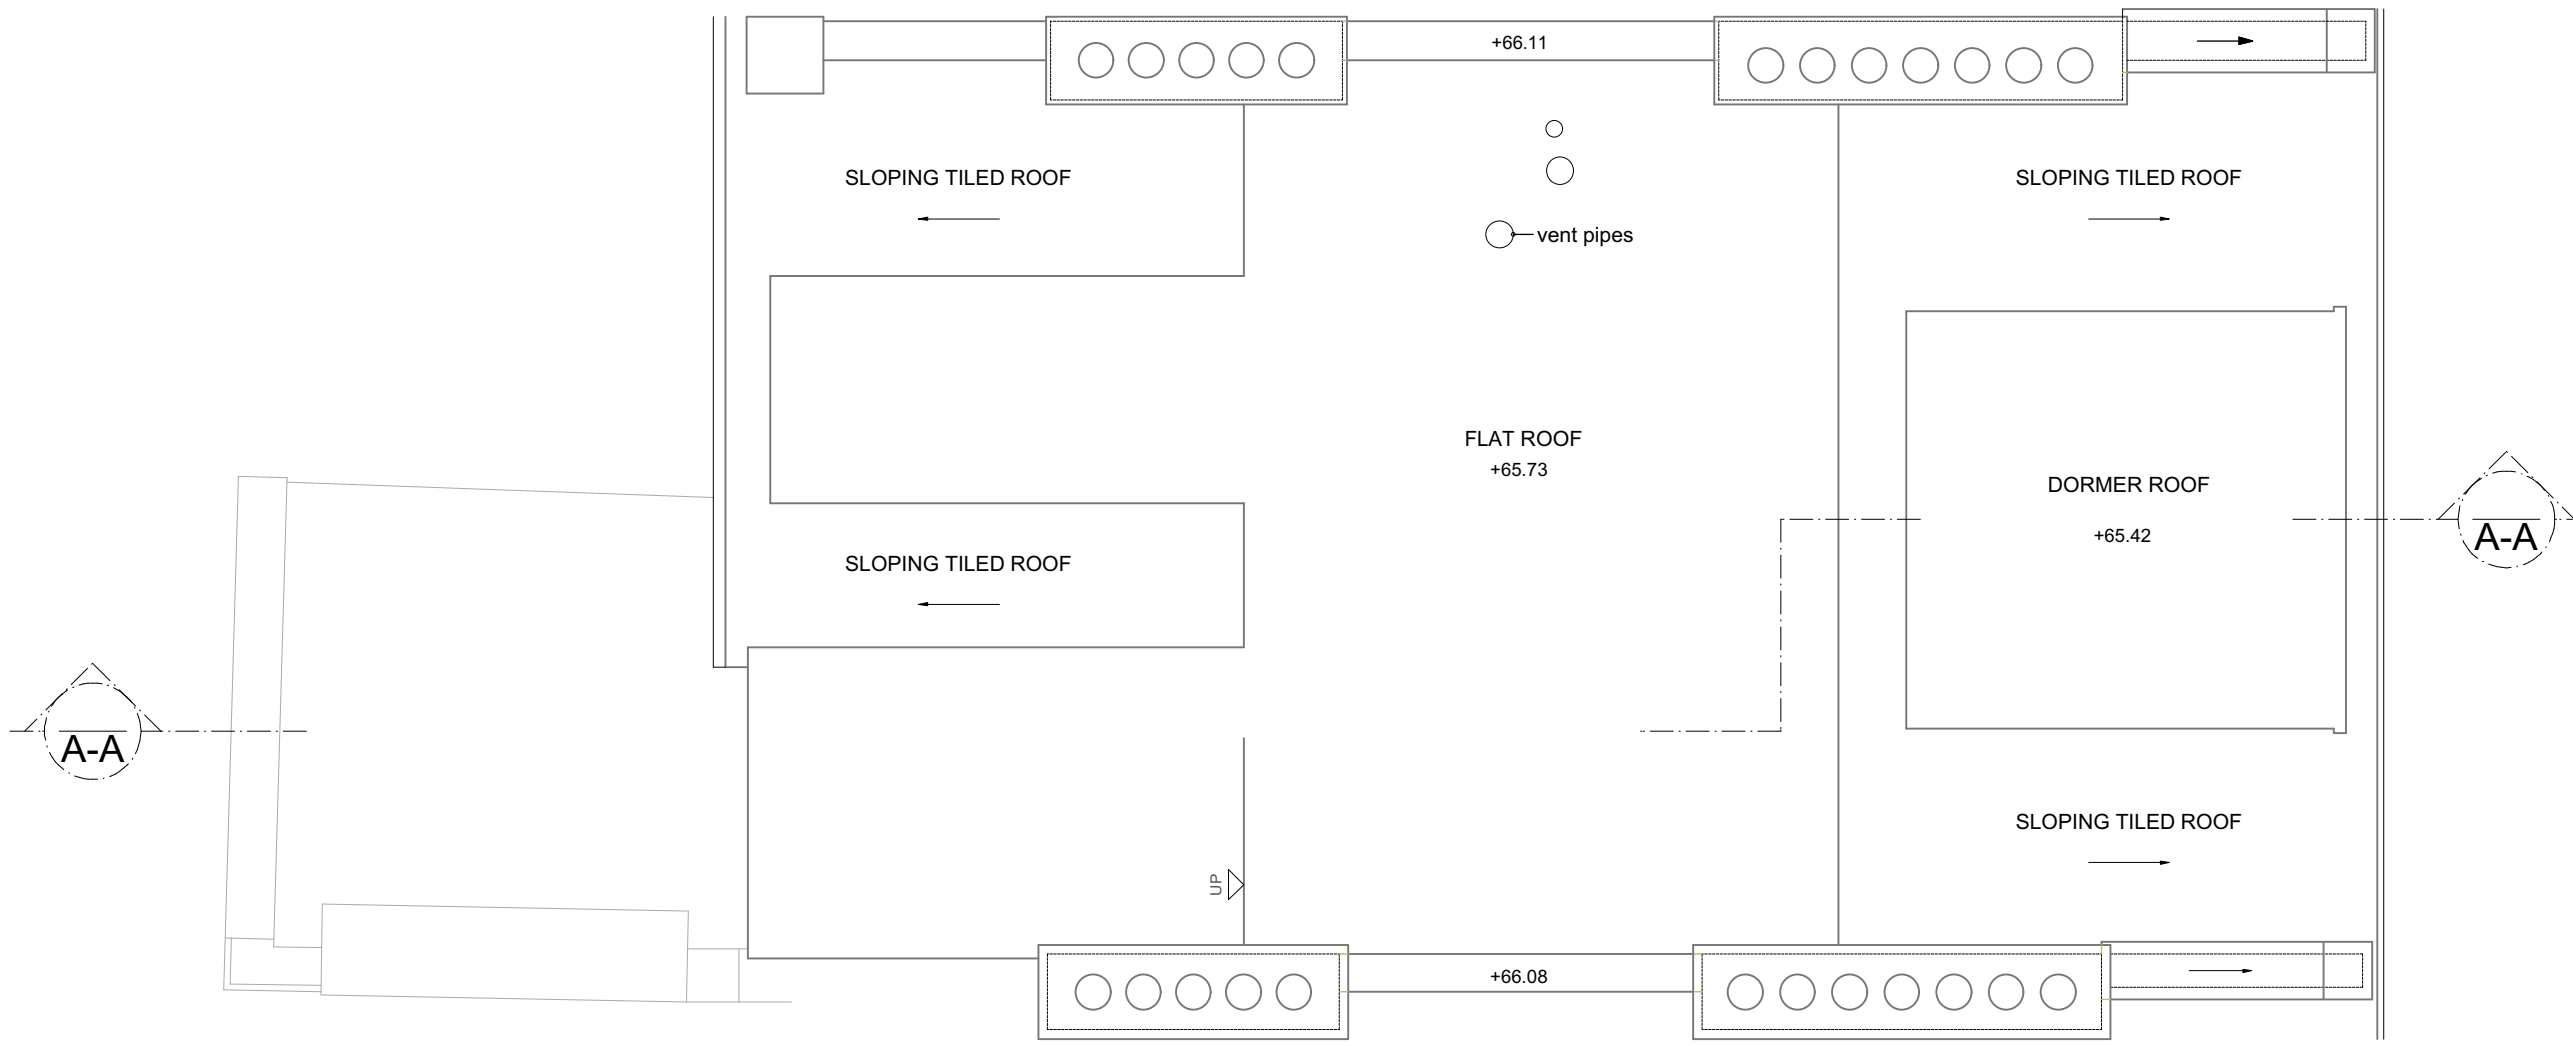 +66.11
SLOPING TILED ROOF
SLOPING TILED ROOF
vent pipes
FLAT ROOF
+65.73
DORMER ROOF
+65.42
A-A
SLOPING TILED ROOF
A-A
SLOPING TILED ROOF
UP
+66.08